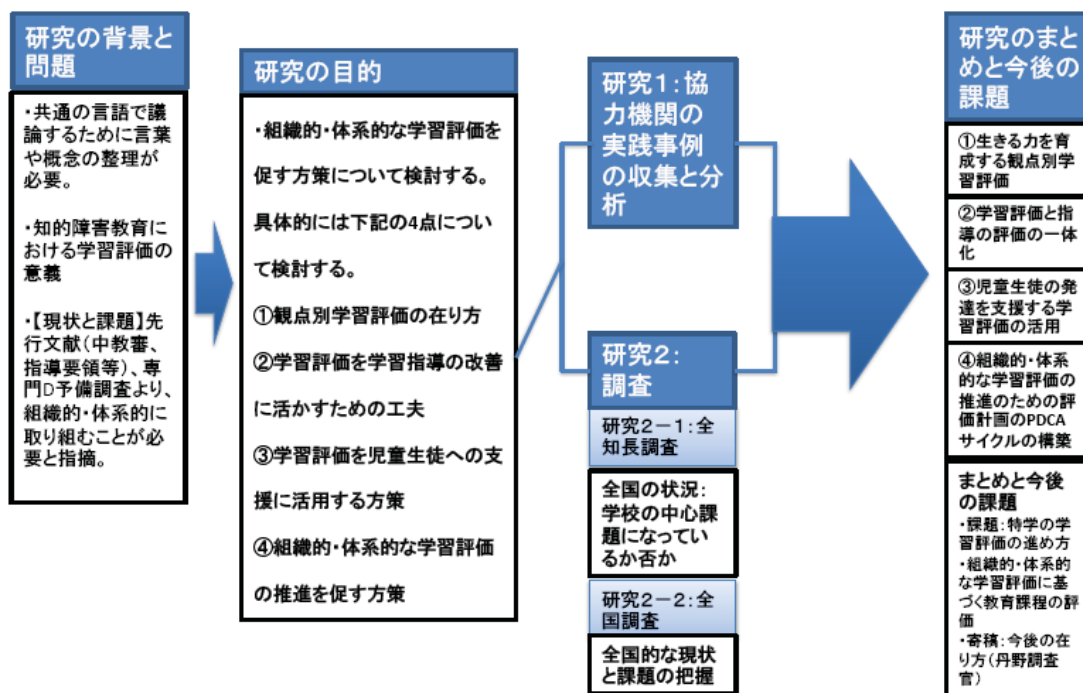 研究の背景と
問題
・共通の言語で議
論するために言葉
や概念の整理が
必要。
・知的障害教育に
おける学習評価の
意義
・【現状と課題】先
行文献（中教審、
指導要領等）、専
門D予備調査より、
組織的・体系的に
取り組むことが必
要と指摘。
研究の目的
・組織的・体系的な学習評価を
促す方策について検討する。
具体的には下記の4点につい
て検討する。
①観点別学習評価の在り方
②学習評価を学習指導の改善
に活かすための工夫
③学習評価を児童生徒への支
援に活用する方策
④組織的・体系的な学習評価
の推進を促す方策
研究1：協
力機関の
実践事例
の収集と分
析
研究2：
調査
研究2－1：全
知長調査
全国の状況：
学校の中心課
題になってい
るか否か
研究2－2：全
国調査
全国的な現状
と課題の把握
研究のまと
めと今後の
課題
①生きる力を育
成する観点別学
習評価
②学習評価と指
導の評価の一体
化
③児童生徒の発
達を支援する学
習評価の活用
④組織的・体系
的な学習評価の
推進のための評
価計画のPDCA
サイクルの構築
まとめと今後
の課題
・課題：特学の学
習評価の進め方
・組織的・体系的
な学習評価に基
づく教育課程の評
価
・寄稿：今後の在
り方（丹野調査
官）